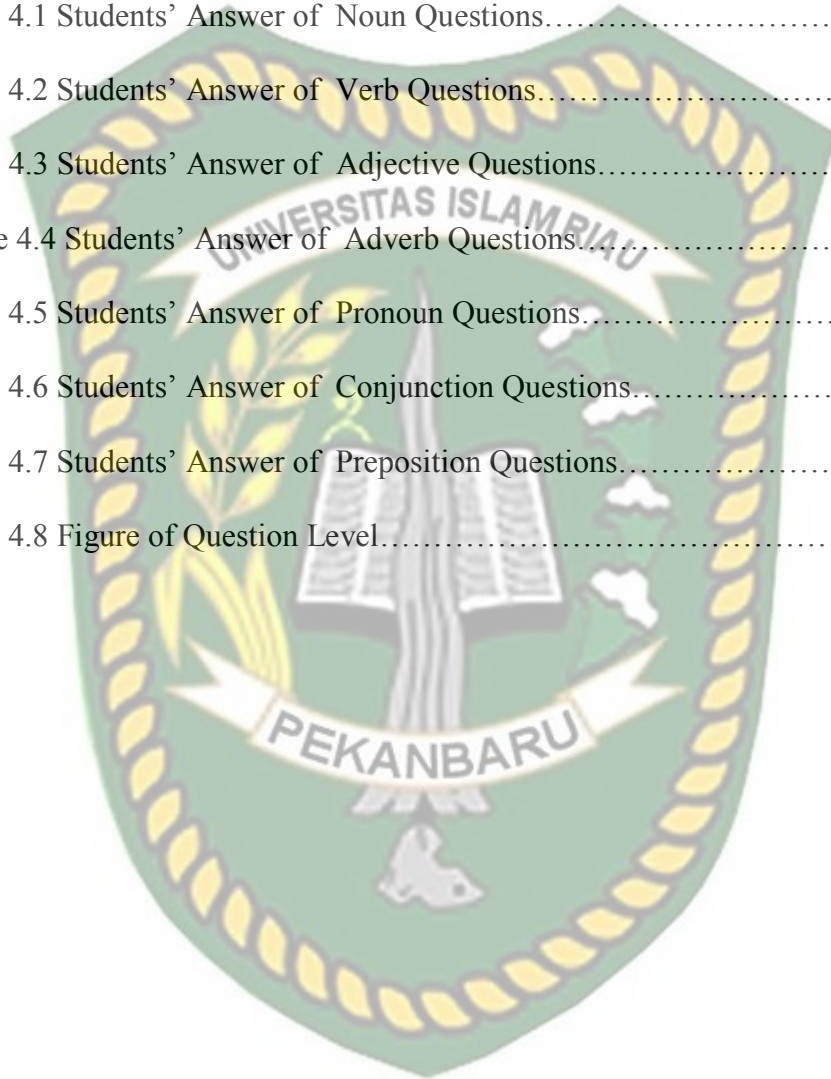 4.1 Students’ Answer of Noun Questions……………………………
4.2 Students’ Answer of Verb Questions……………………………
4.3 Students’ Answer of Adjective Questions………………………
UNIVERSITAS ISLAM RIAU
e 4.4 Students’ Answer of Adverb Questions…………………………
4.5 Students’ Answer of Pronoun Questions………………………
4.6 Students’ Answer of Conjunction Questions…………………
4.7 Students’ Answer of Preposition Questions……………………
4.8 Figure of Question Level………………………………………………
PEKANBARU